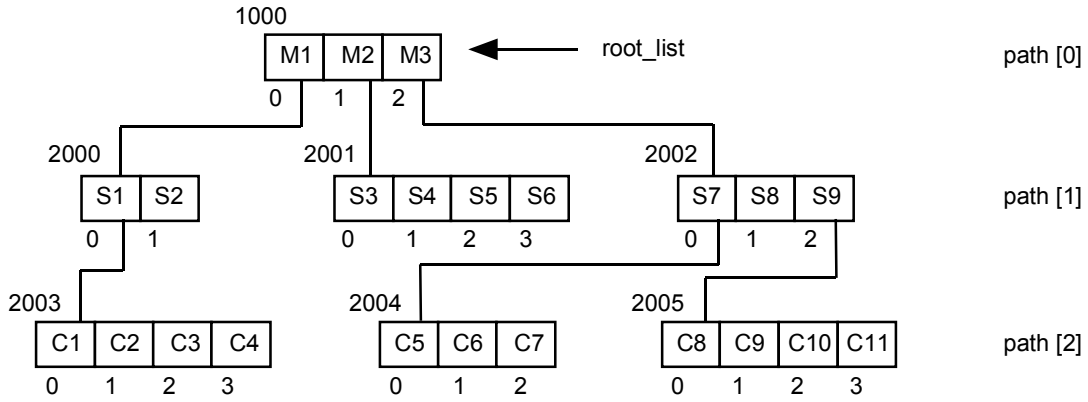 1000
M1 M2 M3 root_list path [0]
0 1 2
2000 2001 2002
S1 S2 S3 S4 S5 S6 S7 S8 S9 path [1]
0 1 0 1 2 3 0 1 2
2003 2004 2005
C1 C2 C3 C4 C5 C6 C7 C8 C9 C10 C11 path [2]
0 1 2 3 0 1 2 0 1 2 3